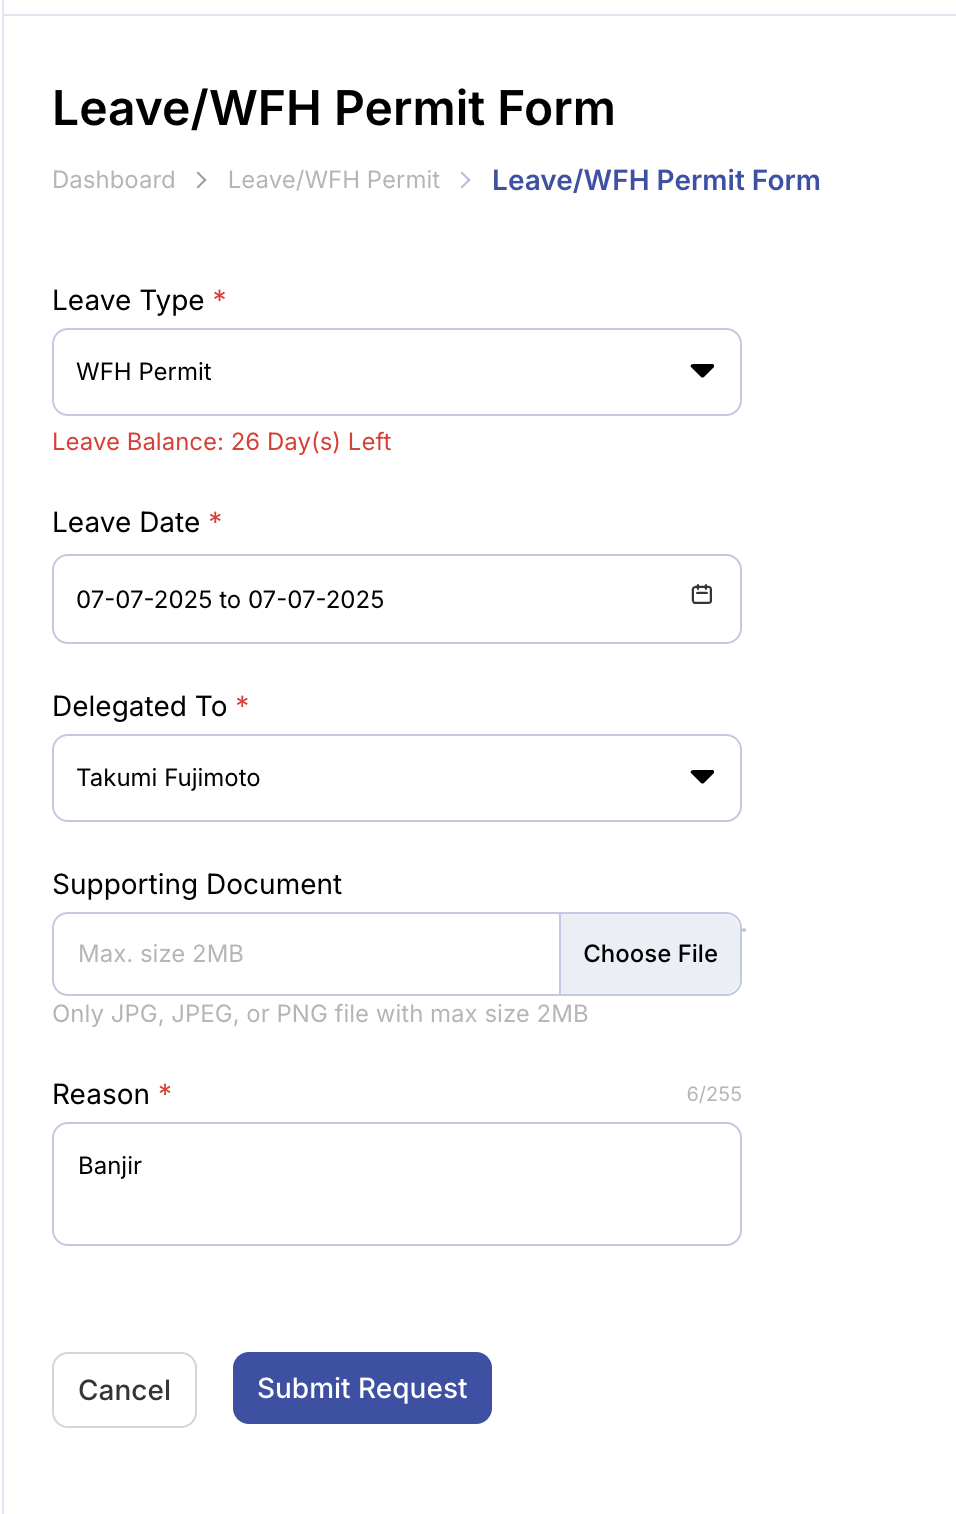 Leave/WFH Permit Form
Dashboard > Leave/WFH Permit > Leave/WFH Permit Form
Leave Type *
WFH Permit
Leave Balance: 26 Day(s) Left
Leave Date *
07-07-2025 to 07-07-2025
Delegated To *
Takumi Fujimoto
Supporting Document
Max. size 2MB Choose File
Only JPG, JPEG, or PNG file with max size 2MB
Reason * 6/255
Banjir
Cancel Submit Request